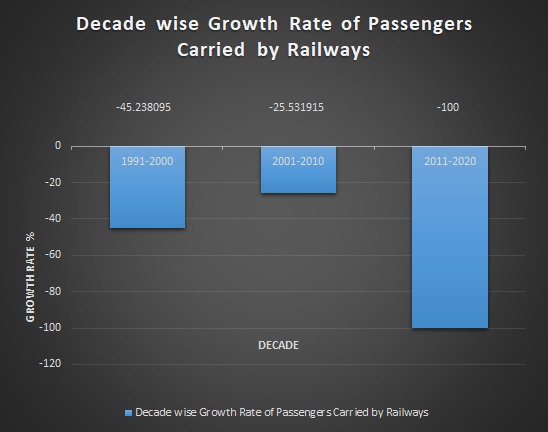 Decade wise Growth Rate of Passengers
Carried by Railways
-45.238095 -25.531915 -100
0
1991-2000 2001-2010 2011-2020
-20
-40
-60
-80
-100
-120
GROWTH RATE %
DECADE
Decade wise Growth Rate of Passengers Carried by Railways